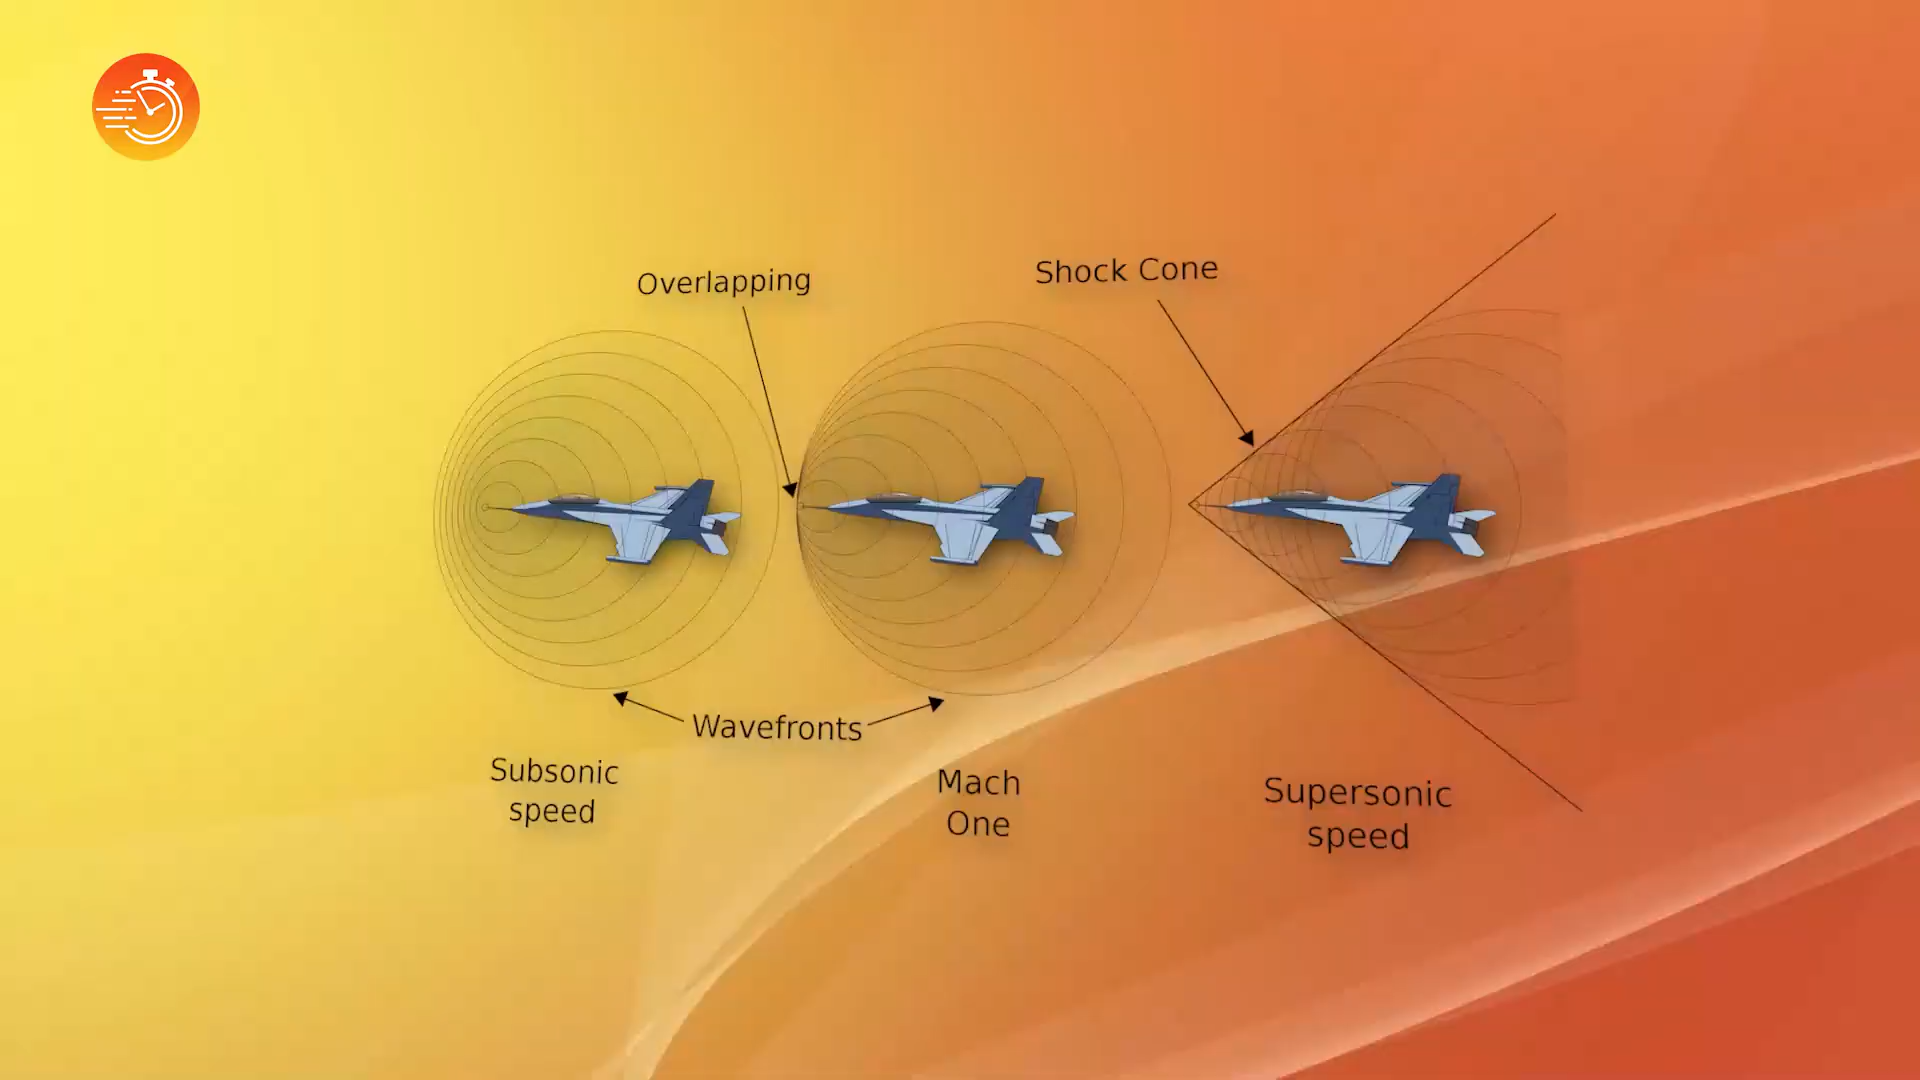 Overlapping
Shock Cone
Wavefronts
Subsonic
speed
Mach
One
Supersonic
speed